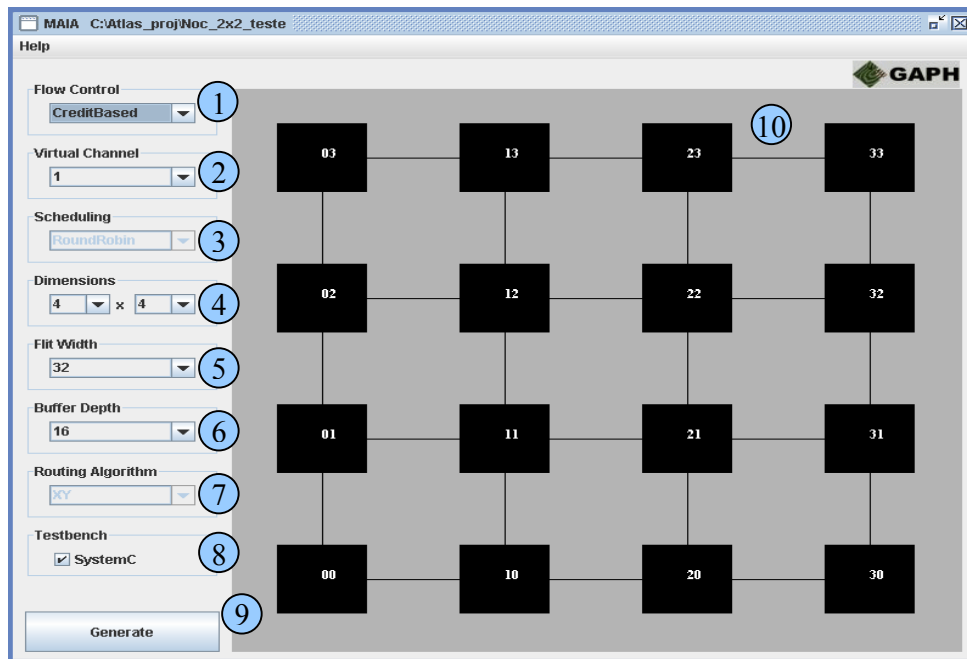 MAIA C:\Atlas_proj\Noc_2x2_teste
Help
GAPH
Flow Control
CreditBased
1
Virtual Channel
1
2
Scheduling
RoundRobin
3
Dimensions
4 x 4
4
Flit Width
32
5
Buffer Depth
16
6
Routing Algorithm
XY
7
Testbench
SystemC
8
Generate
9
10
03 13 23 33
02 12 22 32
01 11 21 31
00 10 20 30